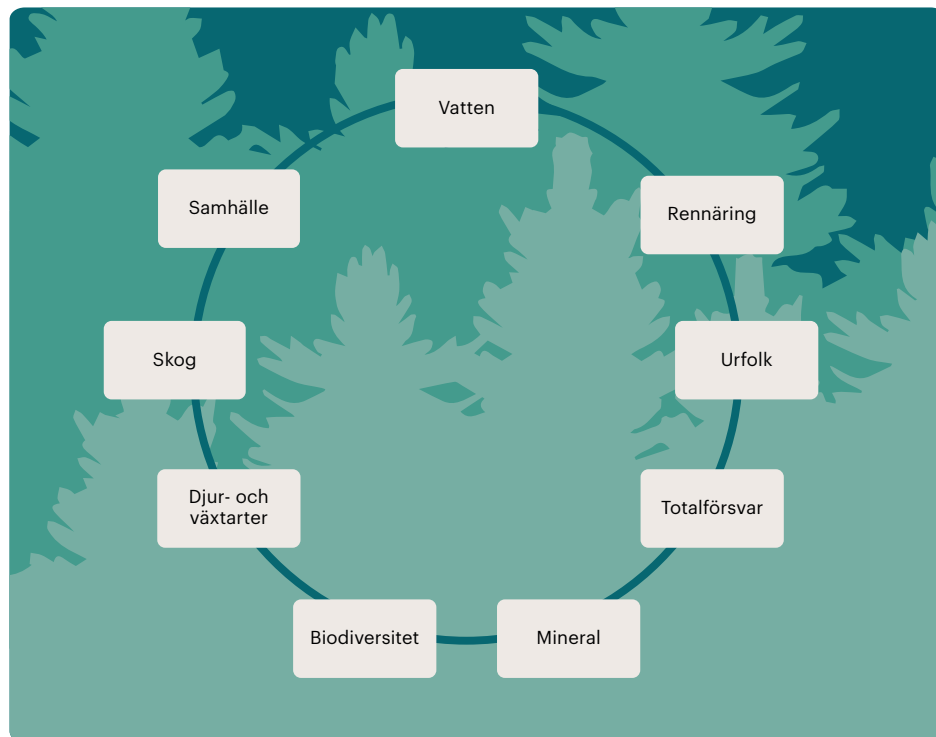 Vatten
Samhälle
Rennäring
Skog
Urfolk
Djur- och
växtarter
Totalförsvar
Biodiversitet
Mineral